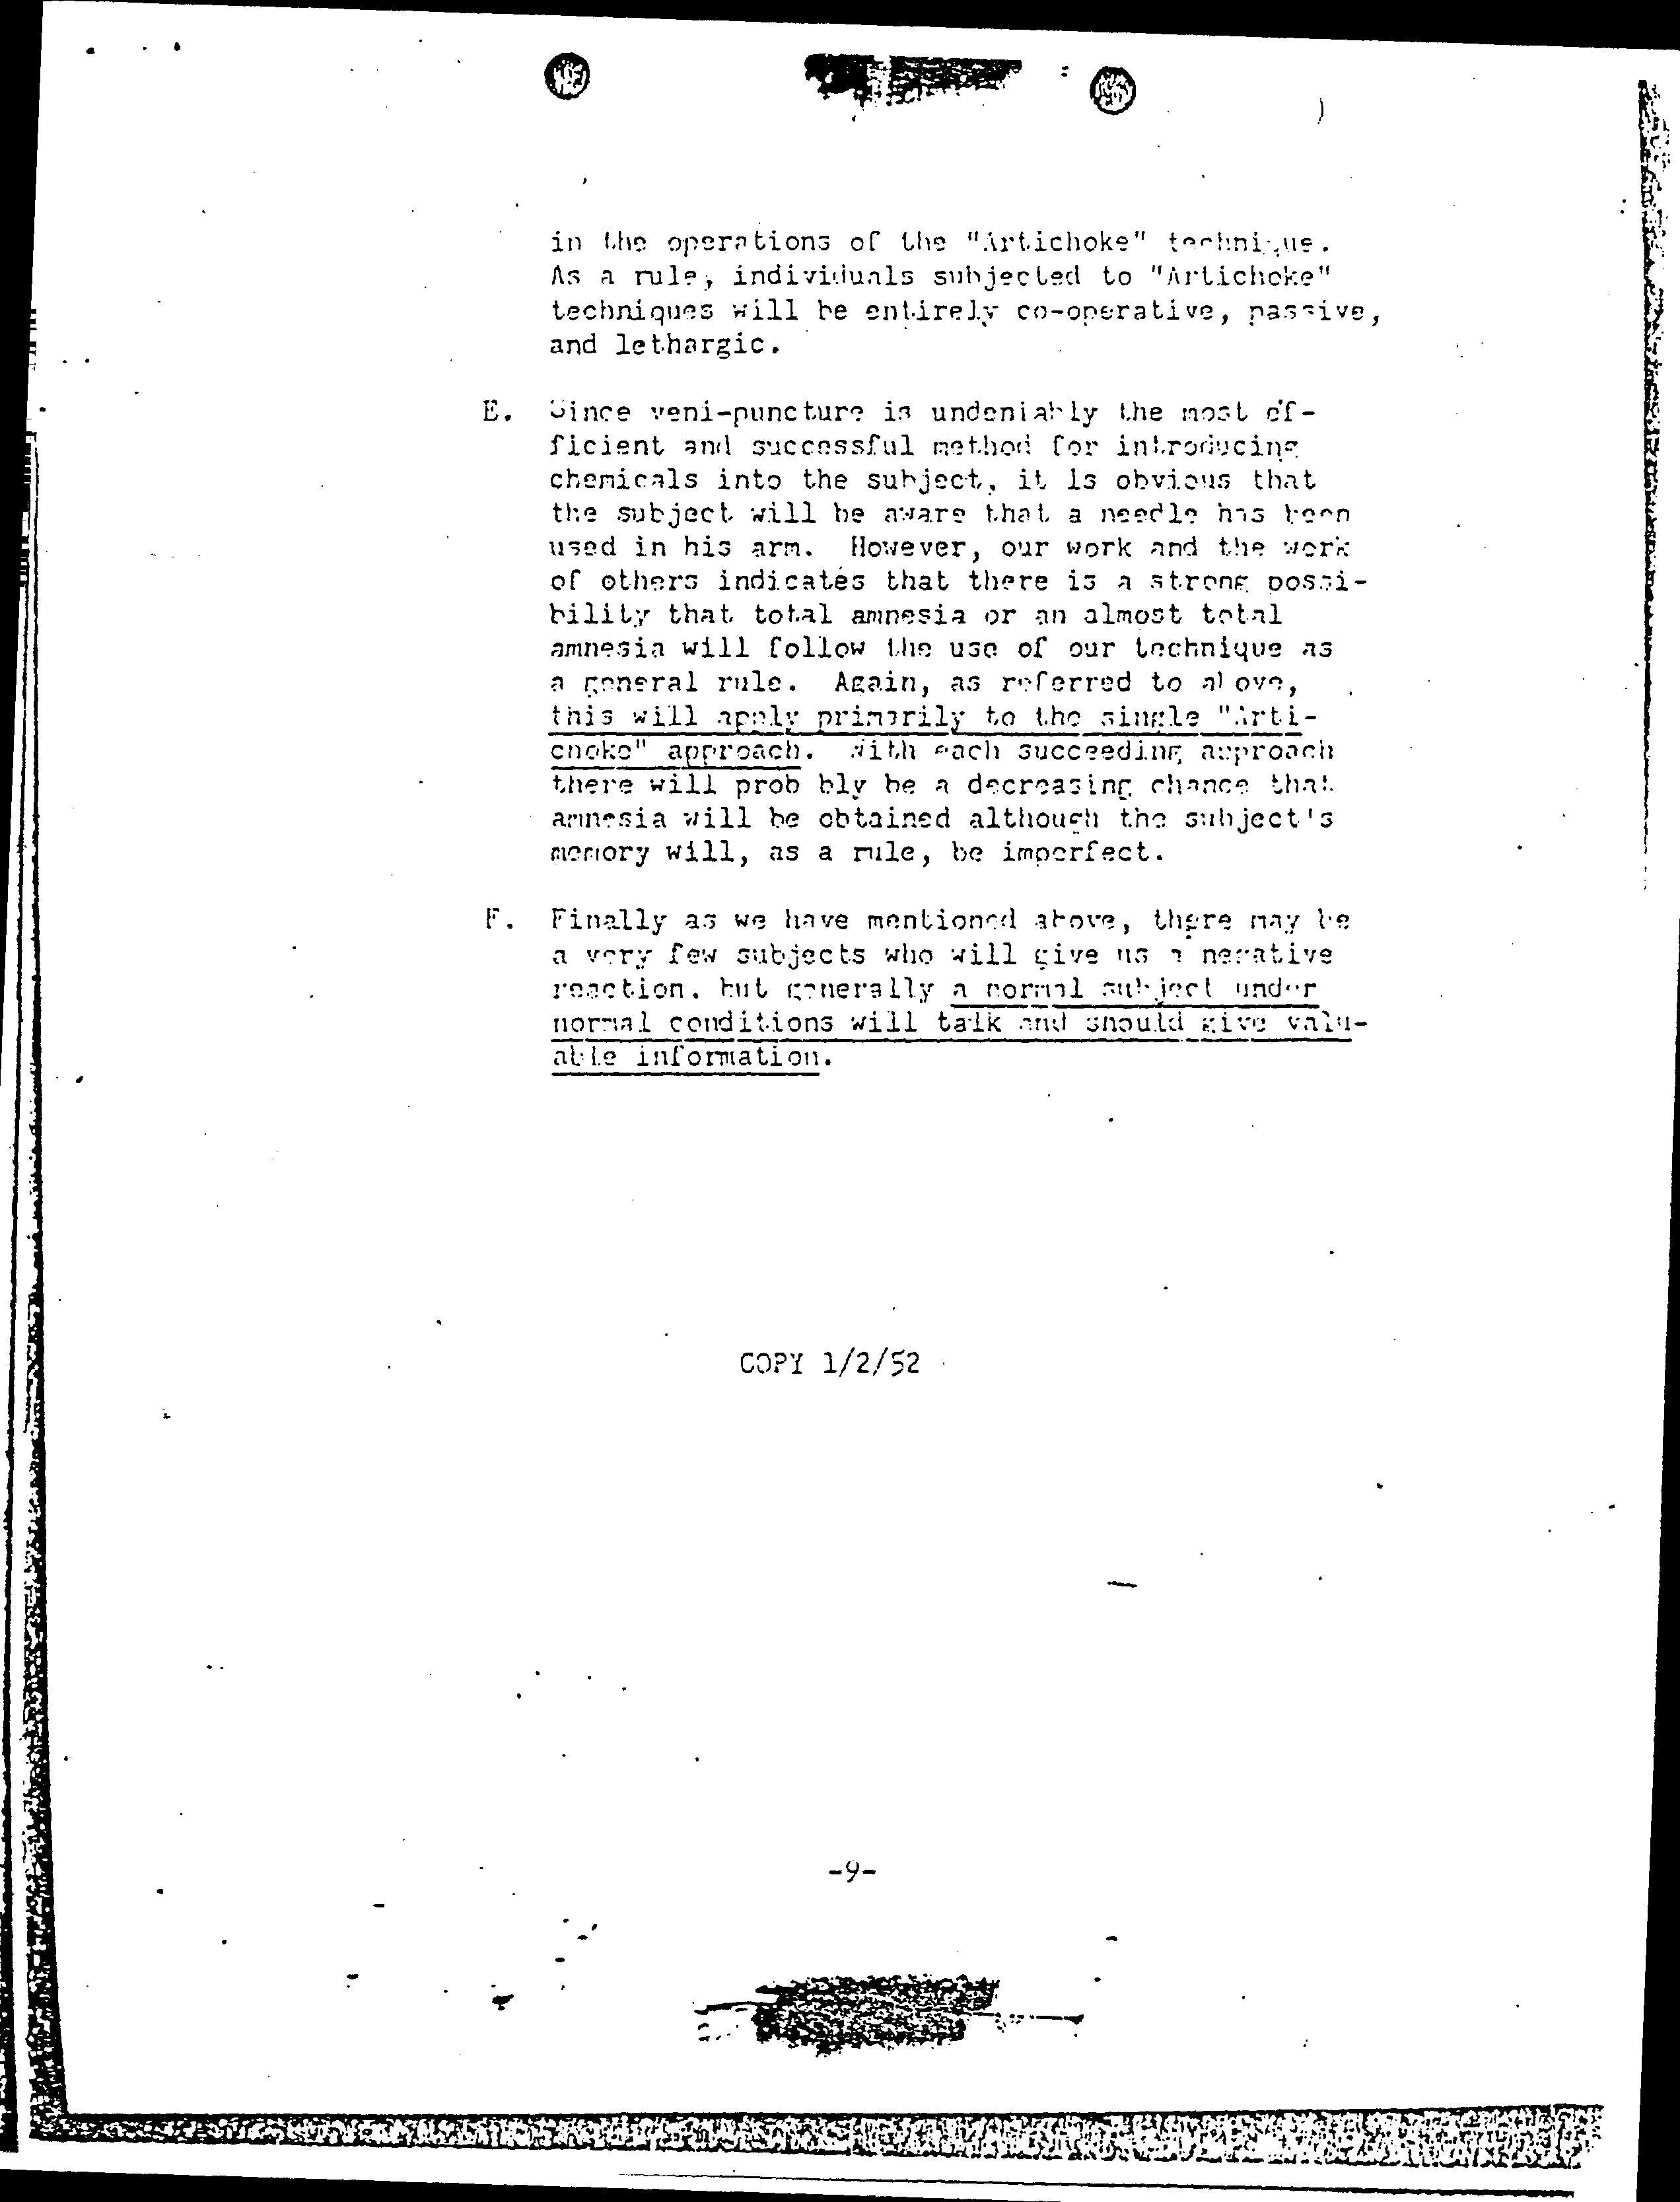 in the operations of the "Artichoke" technique.
As a rule, individuals subjected to "Artichoke"
techniques will be entirely co-operative, passive,
and lethargic.
E. Since veni-puncture is undeniably the most ef-
ficient and successful method for introducing
chemicals into the subject, it is obvious that
the subject will be aware that a needle has been
used in his arm. However, our work and the work
of others indicates that there is a strong possi-
bility that total amnesia or an almost total
amnesia will follow the use of our technique as
a general rule. Again, as referred to above,
this will apply primarily to the single "Arti-
choke" approach. With each succeeding approach
there will prob bly be a decreasing chance that
amnesia will be obtained although the subject's
memory will, as a rule, be imperfect.
F. Finally as we have mentioned above, there may be
a very few subjects who will give us a negative
reaction. but generally a normal subject under
normal conditions will talk and should give valu-
able information.
COPY 1/2/52
-9-